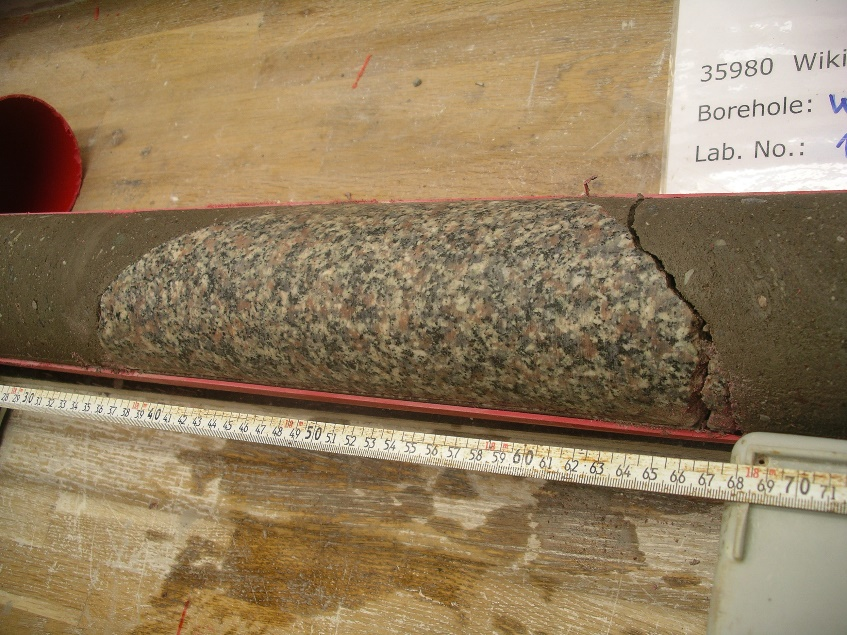 35980 Wiki
Borehole: W
Lab. No.: 1
28 29 30 31 32 33 34 35 36 37 38 39 40 41 42 43 44 45 46 47 48 49 50 51 52 53 54 55 56 57 58 59 60 61 62 63 64 65 66 67 68 69 70 71